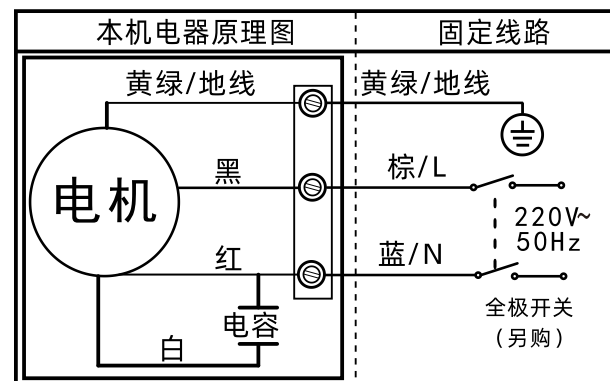 本机电器原理图 固定线路
黄绿/地线 黄绿/地线
黑 棕/L
电机
220V~
50Hz
红 蓝/N
电容
全极开关
白
(另购)